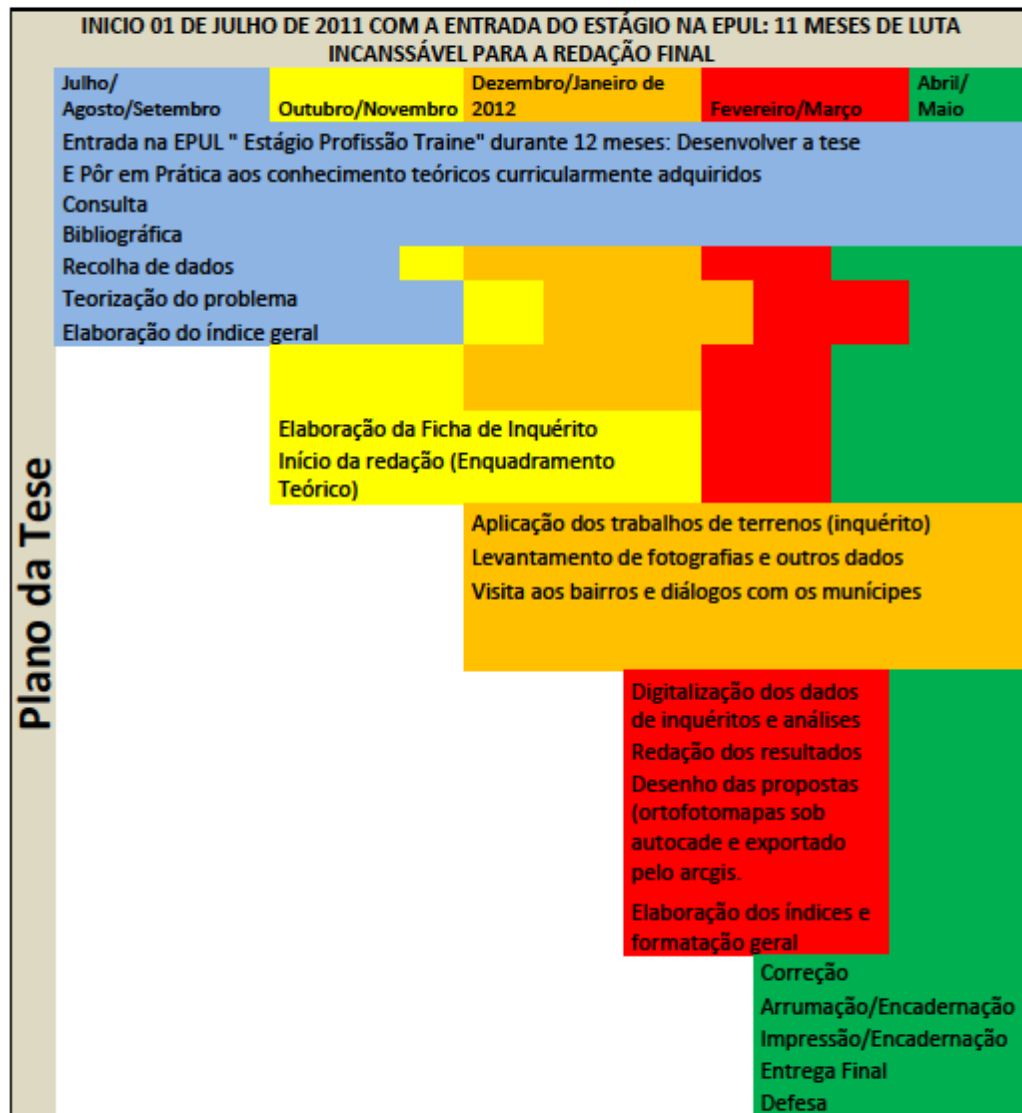 INICIO 01 DE JULHO DE 2011 COM A ENTRADA DO ESTÁGIO NA EPUL: 11 MESES DE LUTA
INCANSSÁVEL PARA A REDAÇÃO FINAL
Julho/
Agosto/Setembro
Outubro/Novembro
Dezembro/Janeiro de
2012
Fevereiro/Março
Abril/
Maio
Plano da Tese
Entrada na EPUL " Estágio Profissão Traine" durante 12 meses: Desenvolver a tese
E Pôr em Prática aos conhecimento teóricos curricularmente adquiridos
Consulta
Bibliográfica
Recolha de dados
Teorização do problema
Elaboração do índice geral
Elaboração da Ficha de Inquérito
Início da redação (Enquadramento
Teórico)
Aplicação dos trabalhos de terrenos (inquérito)
Levantamento de fotografias e outros dados
Visita aos bairros e diálogos com os munícipes
Digitalização dos dados
de inquéritos e análises
Redação dos resultados
Desenho das propostas
(ortofotomapas sob
autocade e exportado
pelo arcgis.
Elaboração dos índices e
formatação geral
Correção
Arrumação/Encadernação
Impressão/Encadernação
Entrega Final
Defesa